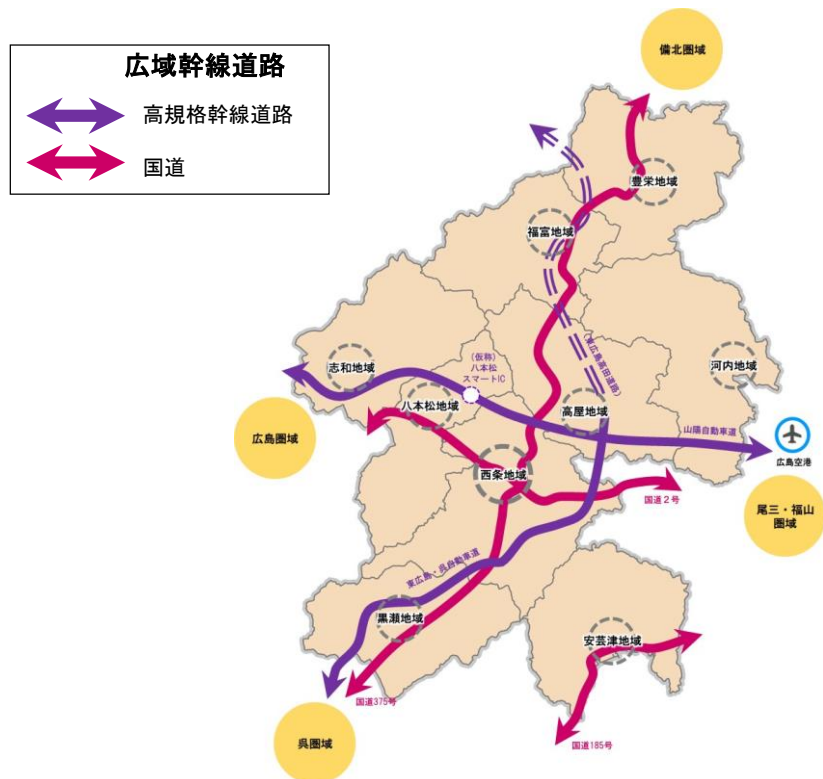 広域幹線道路
高規格幹線道路
国道
備北圏域
豊栄地域
福富地域
(東広島高田道路)
志和地域
(仮称)
八本松
スマートIC
河内地域
八本松地域
高屋地域
山陽自動車道
広島空港
広島圏域
西条地域
国道2号
尾三・福山
圏域
東広島・呉自動車道
黒瀬地域
安芸津地域
国道375号
呉圏域
国道185号